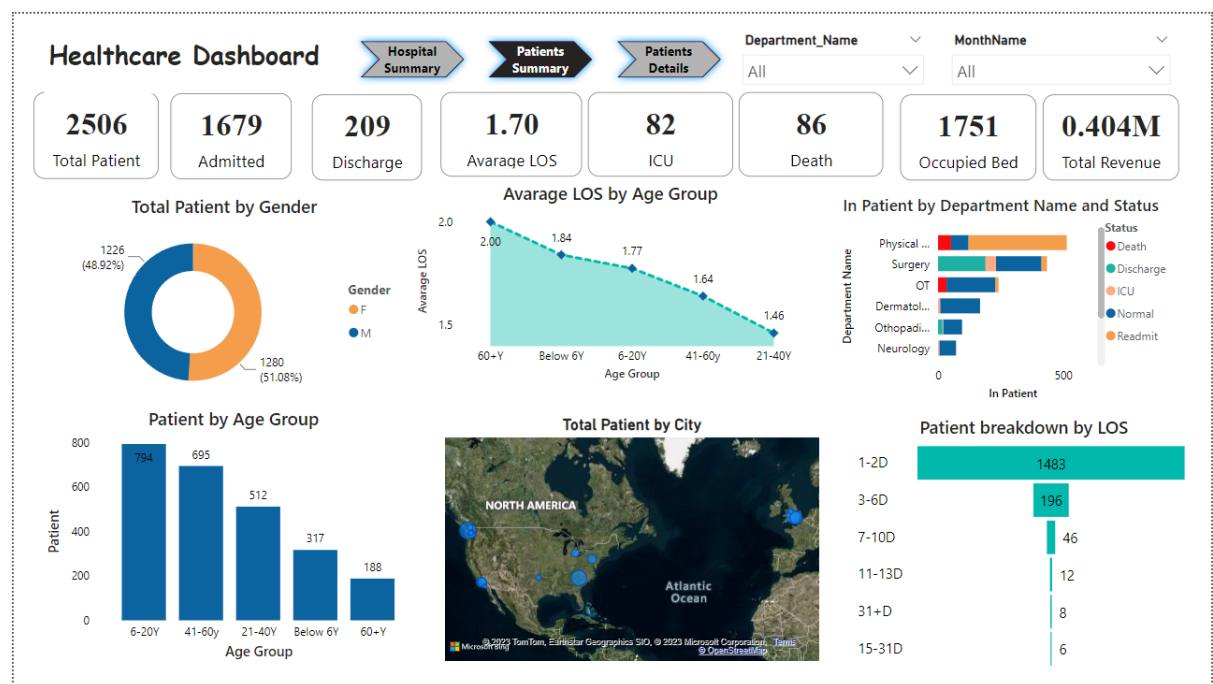 Healthcare Dashboard
Hospital
Summary
Patients
Summary
Patients
Details
Department_Name
All
MonthName
All
2506
Total Patient
1679
Admitted
209
Discharge
1.70
Avarage LOS
82
ICU
86
Death
1751
Occupied Bed
0.404M
Total Revenue
Total Patient by Gender
1226
(48.92%)
1280
(51.08%)
Gender
F
M
Avarage LOS by Age Group
Avarage LOS
2.0
1.5
2.00
1.84
1.77
1.64
1.46
60+Y
Below 6Y
6-20Y
41-60y
21-40Y
Age Group
In Patient by Department Name and Status
Department Name
Physical ...
Surgery
OT
Dermatol...
Othopadi...
Neurology
0
500
In Patient
Status
Death
Discharge
ICU
Normal
Readmit
Patient by Age Group
Patient
800
600
400
200
0
794
695
512
317
188
6-20Y
41-60y
21-40Y
Below 6Y
60+Y
Age Group
Total Patient by City
NORTH AMERICA
Atlantic
Ocean
Microsoft Bing
© 2023 TomTom, Earthstar Geographics SIO, © 2023 Microsoft Corporation, Terms
© OpenStreetMap
Patient breakdown by LOS
1-2D
1483
3-6D
196
7-10D
46
11-13D
12
31+D
8
15-31D
6